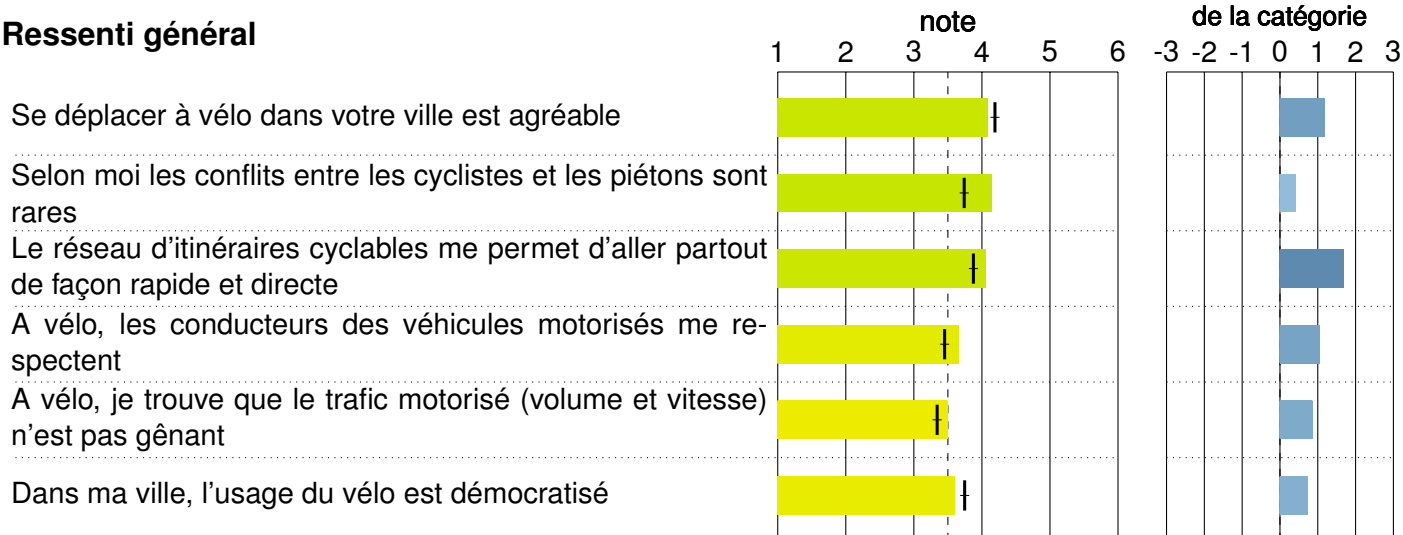 Ressenti général
note
de la catégorie
1 2 3 4 5 6
-3 -2 -1 0 1 2 3
Se déplacer à vélo dans votre ville est agréable
Selon moi les conflits entre les cyclistes et les piétons sont
rares
Le réseau d'itinéraires cyclables me permet d'aller partout
de façon rapide et directe
A vélo, les conducteurs des véhicules motorisés me re-
spectent
A vélo, je trouve que le trafic motorisé (volume et vitesse)
n'est pas gênant
Dans ma ville, l'usage du vélo est démocratisé